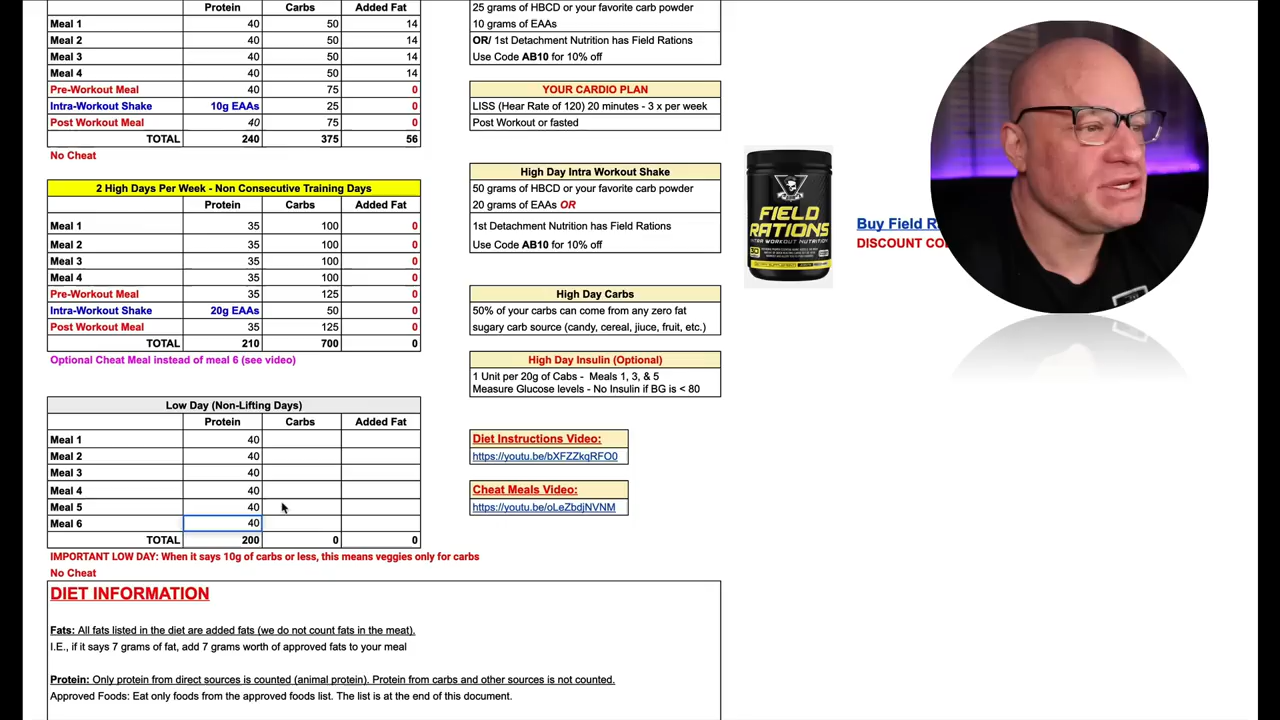 Protein Carbs Added Fat
Meal 1 40 50 14
Meal 2 40 50 14
Meal 3 40 50 14
Meal 4 40 50 14
Pre-Workout Meal 40 75 0
Intra-Workout Shake 10g EAAs 25 0
Post Workout Meal 40 75 0
TOTAL 240 375 56
No Cheat
2 High Days Per Week - Non Consecutive Training Days
Protein Carbs Added Fat
Meal 1 35 100 0
Meal 2 35 100 0
Meal 3 35 100 0
Meal 4 35 100 0
Pre-Workout Meal 35 125 0
Intra-Workout Shake 20g EAAs 50 0
Post Workout Meal 35 125 0
TOTAL 210 700 0
Optional Cheat Meal instead of meal 6 (see video)
Low Day (Non-Lifting Days)
Protein Carbs Added Fat
Meal 1 40
Meal 2 40
Meal 3 40
Meal 4 40
Meal 5 40
Meal 6 40
TOTAL 200 0 0
IMPORTANT LOW DAY: When it says 10g of carbs or less, this means veggies only for carbs
No Cheat
25 grams of HBCD or your favorite carb powder
10 grams of EAAs
OR/ 1st Detachment Nutrition has Field Rations
Use Code AB10 for 10% off
YOUR CARDIO PLAN
LISS (Hear Rate of 120) 20 minutes - 3 x per week
Post Workout or fasted
High Day Intra Workout Shake
50 grams of HBCD or your favorite carb powder
20 grams of EAAs OR
1st Detachment Nutrition has Field Rations
Use Code AB10 for 10% off
High Day Carbs
50% of your carbs can come from any zero fat
sugary carb source (candy, cereal, jiuce, fruit, etc.)
High Day Insulin (Optional)
1 Unit per 20g of Cabs - Meals 1, 3, & 5
Measure Glucose levels - No Insulin if BG is < 80
Diet Instructions Video:
https://youtu.be/bXFZZkqRFO0
Cheat Meals Video:
https://youtu.be/oLeZbdjNVNM
FIELD
RATIONS
INTRA WORKOUT NUTRITION
Buy Field R
DISCOUNT CO
DIET INFORMATION
Fats: All fats listed in the diet are added fats (we do not count fats in the meat).
I.E., if it says 7 grams of fat, add 7 grams worth of approved fats to your meal
Protein: Only protein from direct sources is counted (animal protein). Protein from carbs and other sources is not counted.
Approved Foods: Eat only foods from the approved foods list. The list is at the end of this document.